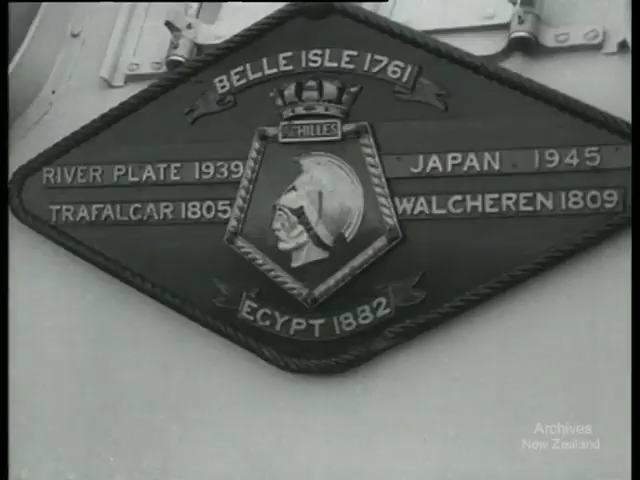 BELLE ISLE 1761
ACHILLES
RIVER PLATE 1939
JAPAN . 1945
TRAFALGAR 1805
WALCHEREN 1809
EGYPT 1882
Archives
New Zealand